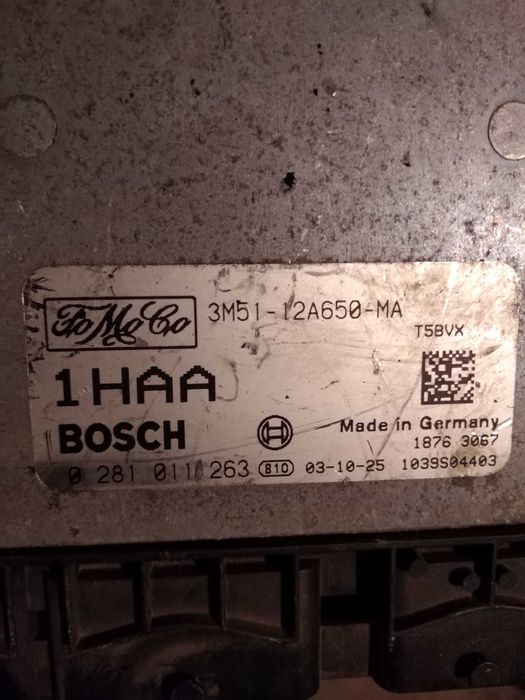 FoMoCo 3M51-12A650-MA
T5BVX
1HAA
BOSCH Made in Germany
1876 3067
0 281 011 263 810 03-10-25 1039S04403